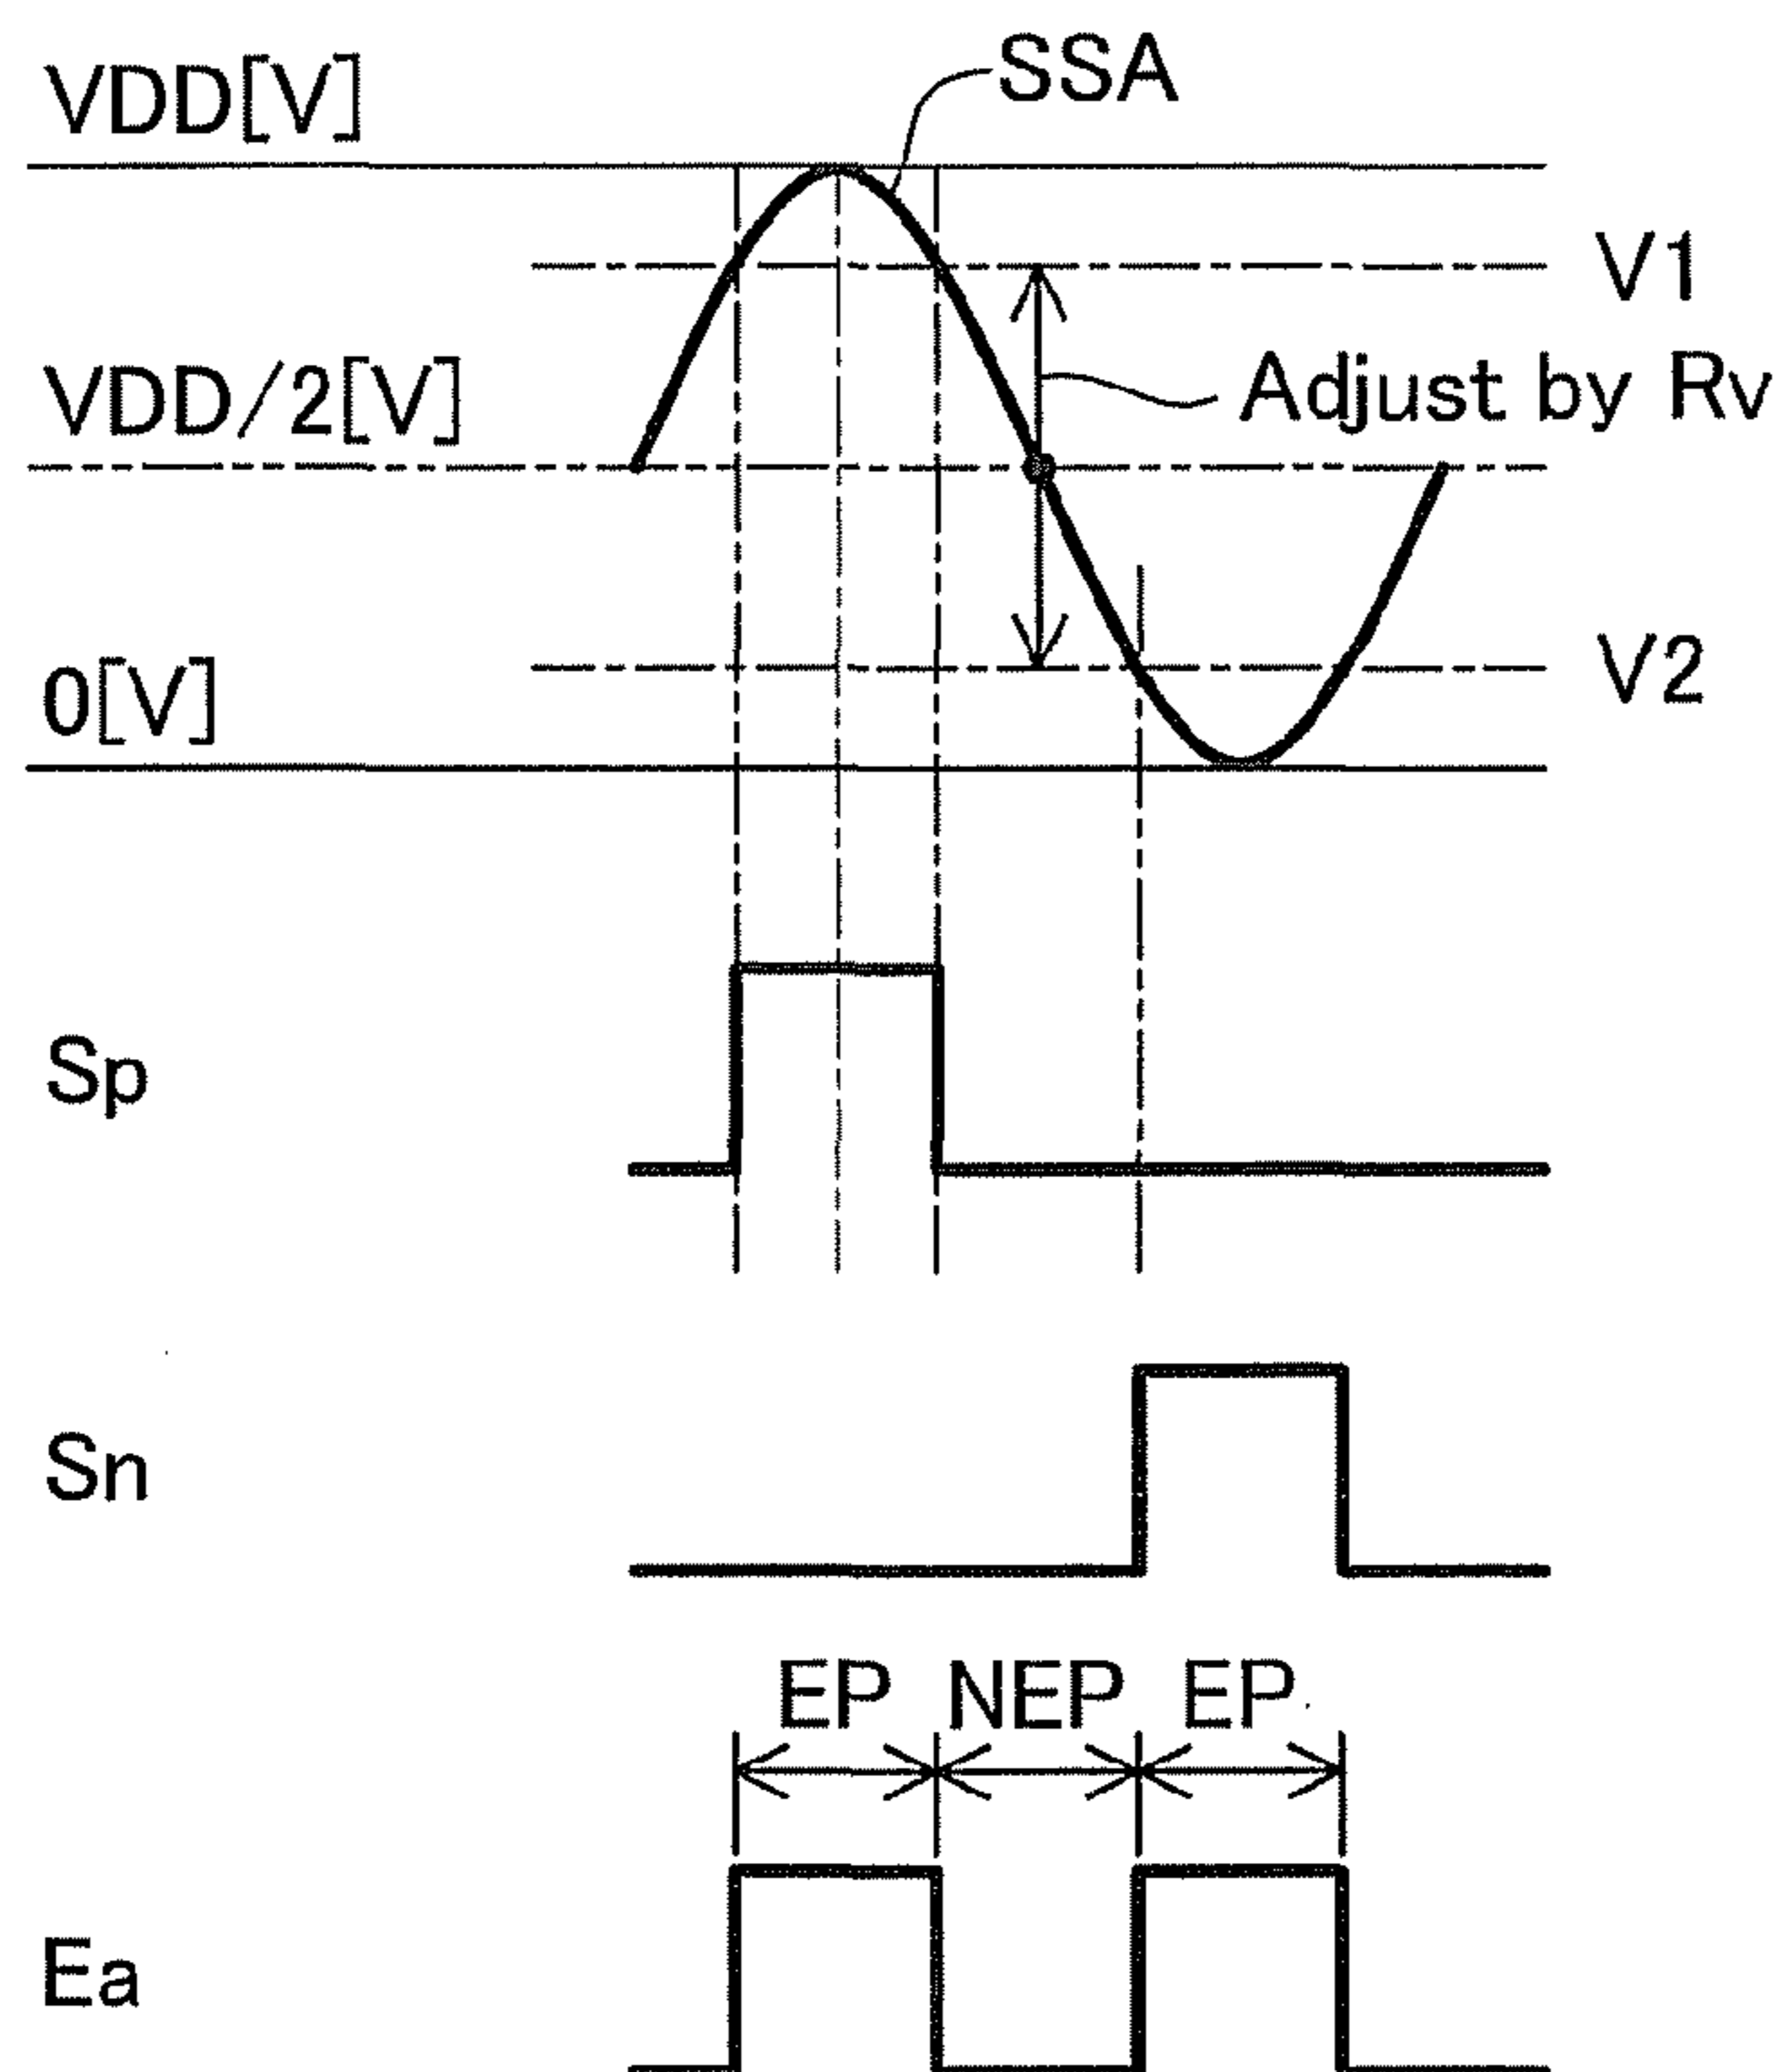 SSA
VDD[V]
V1
VDD/2[V]
Adjust by Rv
V2
0[V]
Sp
Sn
EP NEP EP
Ea